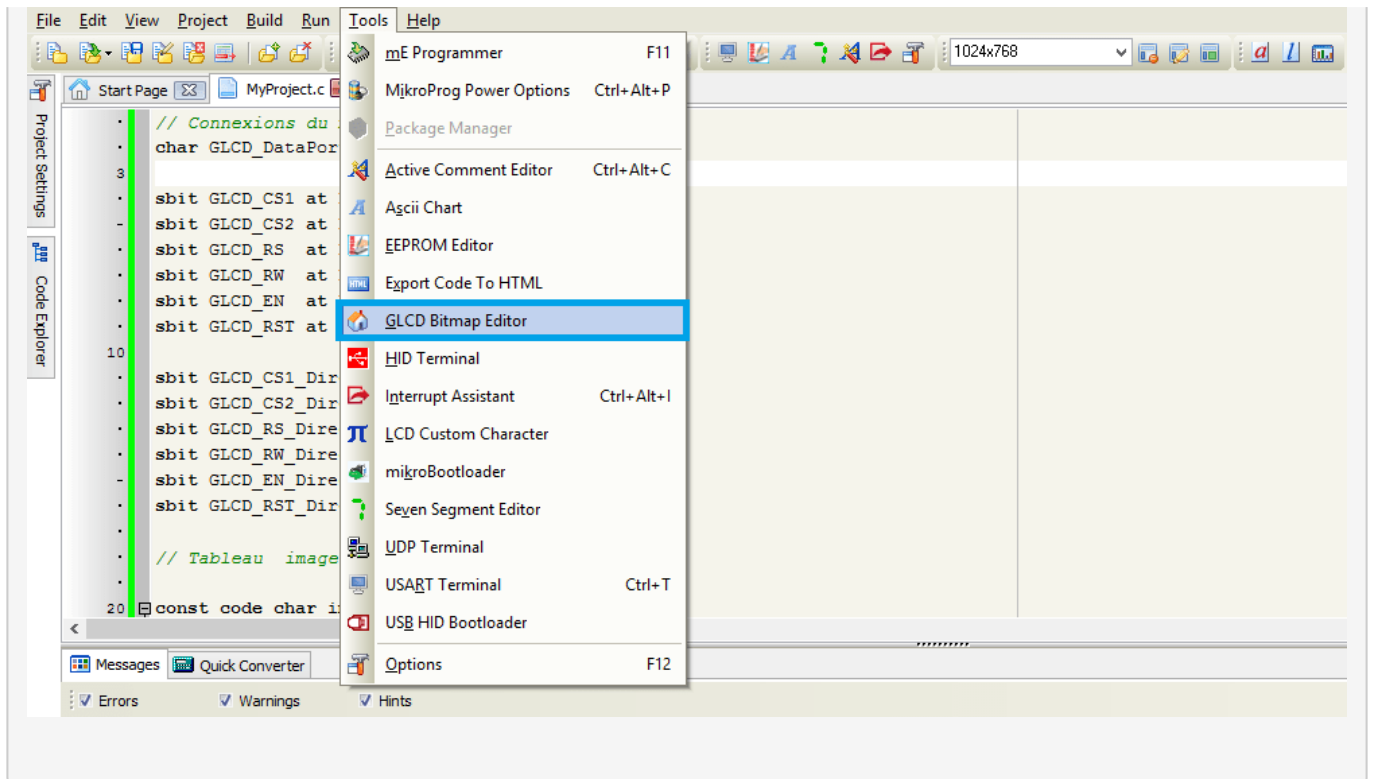 File Edit View Project Build Run Tools Help
1024x768
Start Page MyProject.c
Project Settings
Code Explorer
// Connexions du
char GLCD_DataPor
3
sbit GLCD_CS1 at
sbit GLCD_CS2 at
sbit GLCD_RS at
sbit GLCD_RW at
sbit GLCD_EN at
sbit GLCD_RST at
10
sbit GLCD_CS1_Dir
sbit GLCD_CS2_Dir
sbit GLCD_RS_Dire
sbit GLCD_RW_Dire
sbit GLCD_EN_Dire
sbit GLCD_RST_Dir
// Tableau image
20 const code char i
mE Programmer F11
MikroProg Power Options Ctrl+Alt+P
Package Manager
Active Comment Editor Ctrl+Alt+C
Ascii Chart
EEPROM Editor
HTML Export Code To HTML
GLCD Bitmap Editor
HID Terminal
Interrupt Assistant Ctrl+Alt+I
π LCD Custom Character
mikroBootloader
Seven Segment Editor
UDP Terminal
USART Terminal Ctrl+T
USB HID Bootloader
Options F12
Messages Quick Converter
Errors Warnings Hints